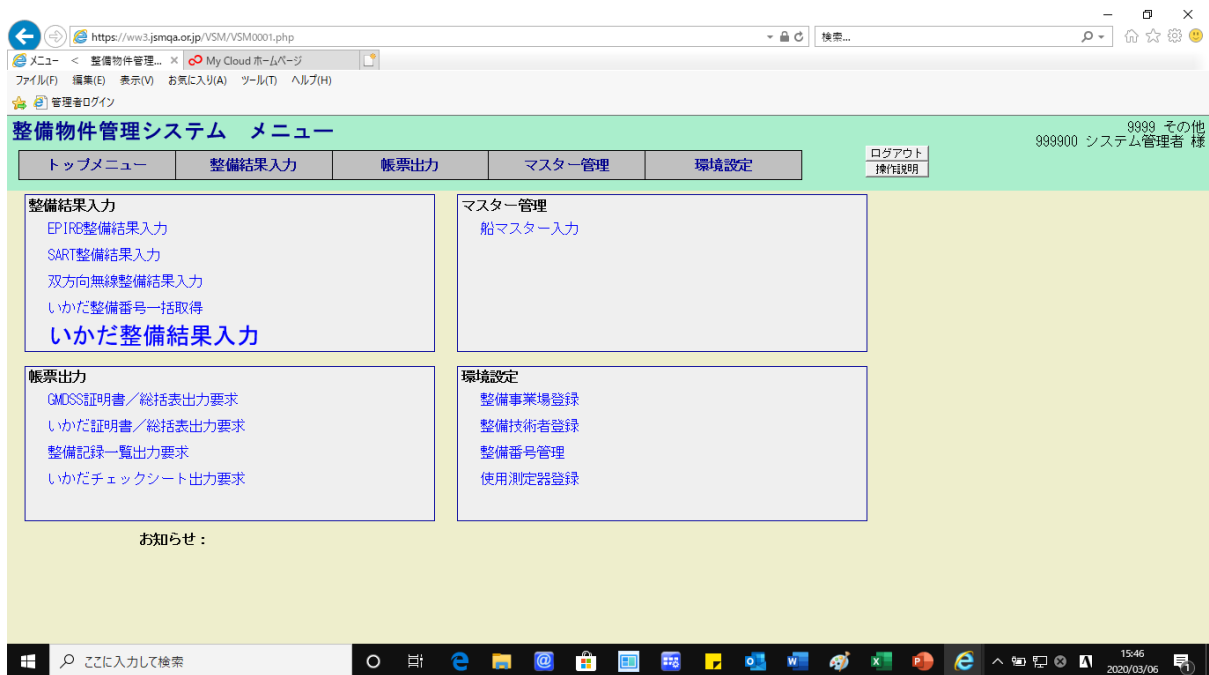 https://ww3.jsmqa.or.jp/VSM/VSM0001.php
検索...
メニュー < 整備物件管理...
My Cloud ホームページ
ファイル(F) 編集(E) 表示(V) お気に入り(A) ツール(T) ヘルプ(H)
管理者ログイン
整備物件管理システム メニュー
9999 その他
999900 システム管理者 様
トップメニュー 整備結果入力 帳票出力 マスター管理 環境設定
ログアウト
操作説明
整備結果入力
EPIRB整備結果入力
SART整備結果入力
双方向無線整備結果入力
いかだ整備番号一括取得
いかだ整備結果入力
マスター管理
船マスター入力
帳票出力
GMDSS証明書／総括表出力要求
いかだ証明書／総括表出力要求
整備記録一覧出力要求
いかだチェックシート出力要求
環境設定
整備事業場登録
整備技術者登録
整備番号管理
使用測定器登録
お知らせ：
ここに入力して検索
15:46
2020/03/06